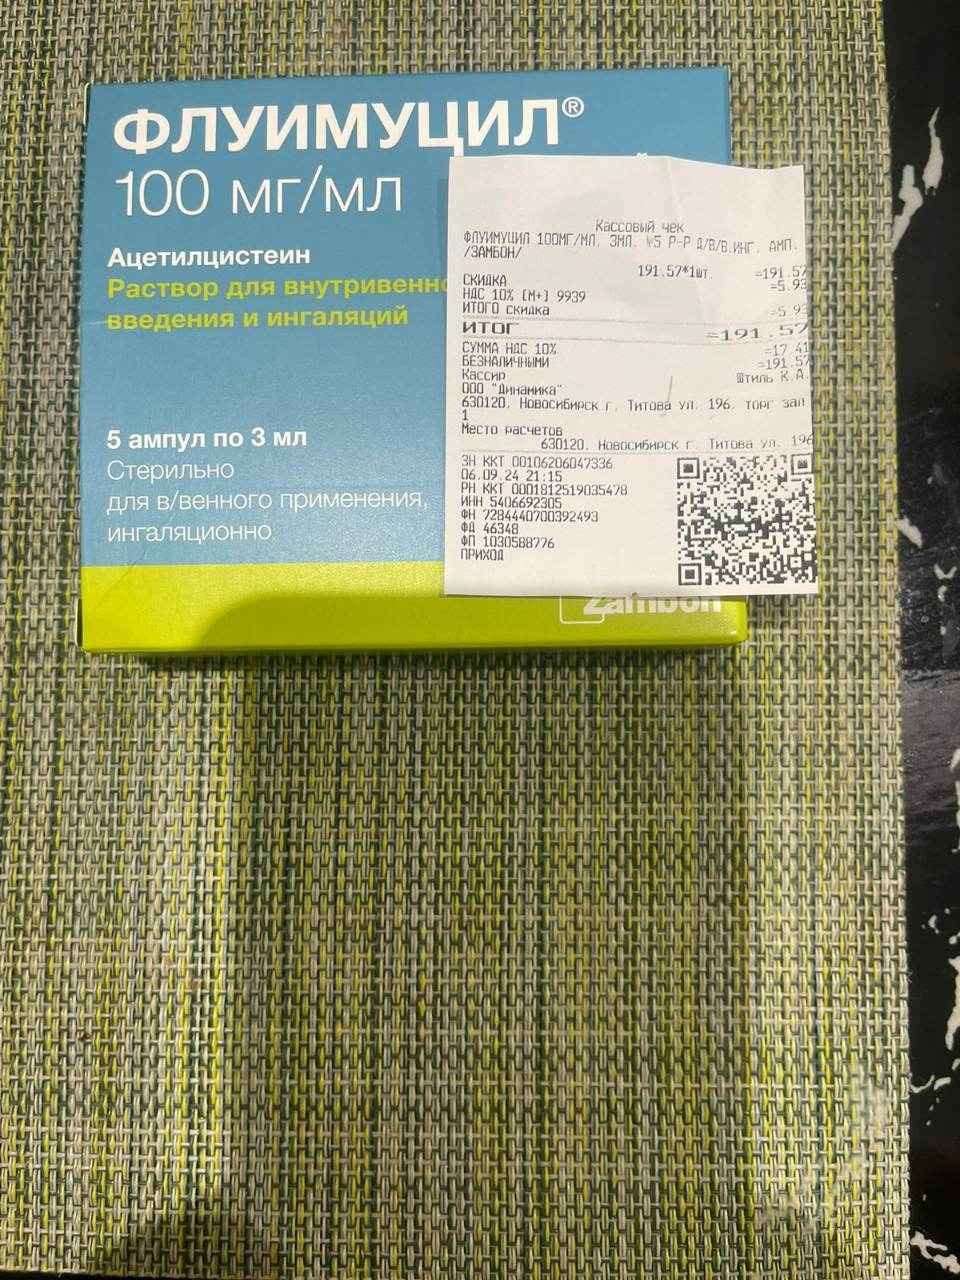 ФЛУИМУЦИЛ®
100 мг/мл
Ацетилцистеин
Раствор для внутривенно
введения и ингаляций
5 ампул по 3 мл
Стерильно
для в/венного применения,
ингаляционно
Zambon
Кассовый чек
ФЛУИМУЦИЛ 100МГ/МЛ. 3МЛ. №5 Р-Р Д/В/В.ИНГ. АМП.
/ЗАМБОН/
191.57*1шт. =191.57
СКИДКА =5.93
НДС 10% [М+] 9939
ИТОГО скидка =5 93
ИТОГ =191.57
СУММА НДС 10% =17.41
БЕЗНАЛИЧНЫМИ =191.57
Кассир Штиль К.А.
ООО "Динамика"
630120, Новосибирск г, Титова ул, 196, торг зал
1
Место расчетов
630120, Новосибирск г, Титова ул, 196
ЗН ККТ 00106206047336
06.09.24 21:15
РН ККТ 0001812519035478
ИНН 5406692305
ФН 7284440700392493
ФД 46348
ФП 1030588776
ПРИХОД